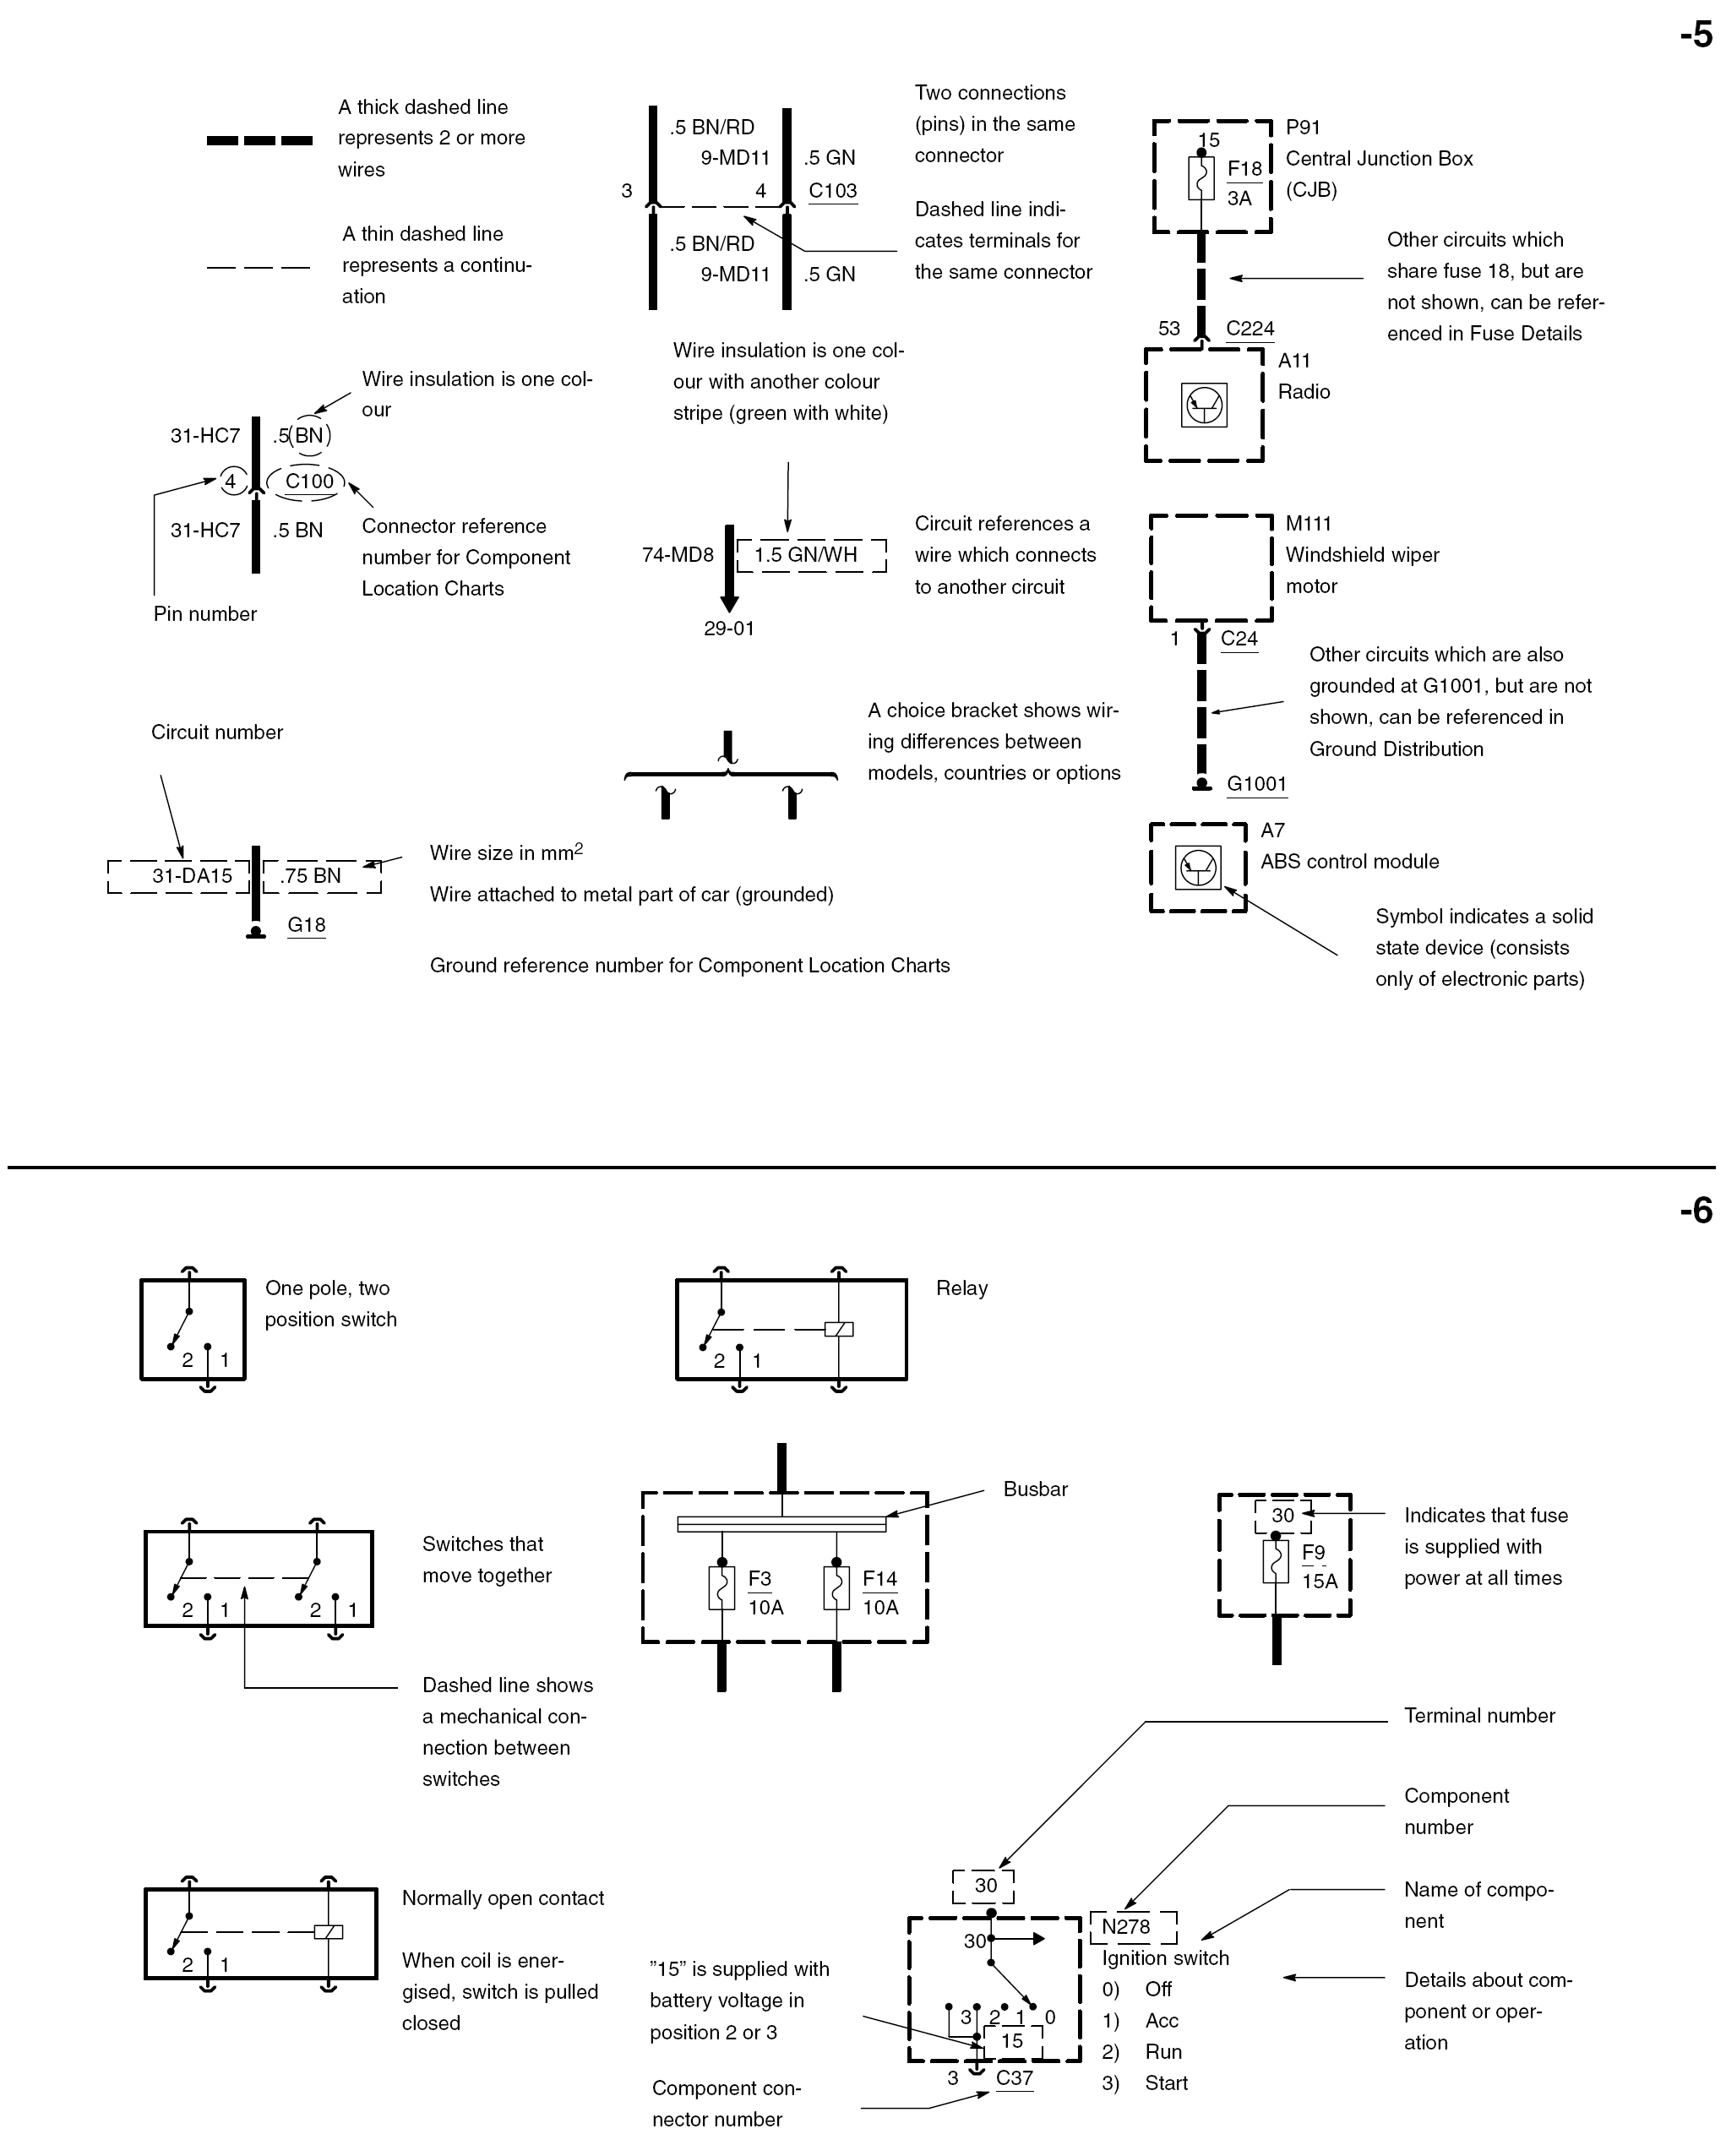 -5
A thick dashed line
represents 2 or more
wires
A thin dashed line
represents a continu-
ation
Wire insulation is one col-
our
31-HC7
.5 BN
4
C100
31-HC7
.5 BN
Connector reference
number for Component
Location Charts
Pin number
Circuit number
31-DA15
.75 BN
G18
Wire size in mm2
Wire attached to metal part of car (grounded)
Ground reference number for Component Location Charts
.5 BN/RD
9-MD11
.5 GN
3
4
C103
.5 BN/RD
9-MD11
.5 GN
Two connections
(pins) in the same
connector
Dashed line indi-
cates terminals for
the same connector
Wire insulation is one col-
our with another colour
stripe (green with white)
74-MD8
1.5 GN/WH
29-01
Circuit references a
wire which connects
to another circuit
A choice bracket shows wir-
ing differences between
models, countries or options
15
F18
3A
P91
Central Junction Box
(CJB)
Other circuits which
share fuse 18, but are
not shown, can be refer-
enced in Fuse Details
53
C224
A11
Radio
M111
Windshield wiper
motor
1
C24
Other circuits which are also
grounded at G1001, but are not
shown, can be referenced in
Ground Distribution
G1001
A7
ABS control module
Symbol indicates a solid
state device (consists
only of electronic parts)
-6
One pole, two
position switch
2 1
Relay
2 1
Switches that
move together
2 1 2 1
Dashed line shows
a mechanical con-
nection between
switches
Busbar
F3
10A
F14
10A
30
F9
15A
Indicates that fuse
is supplied with
power at all times
Normally open contact
When coil is ener-
gised, switch is pulled
closed
2 1
Terminal number
Component
number
Name of compo-
nent
Details about com-
ponent or oper-
ation
30
30
N278
Ignition switch
0) Off
1) Acc
2) Run
3) Start
3 2 1 0
15
3
C37
”15” is supplied with
battery voltage in
position 2 or 3
Component con-
nector number